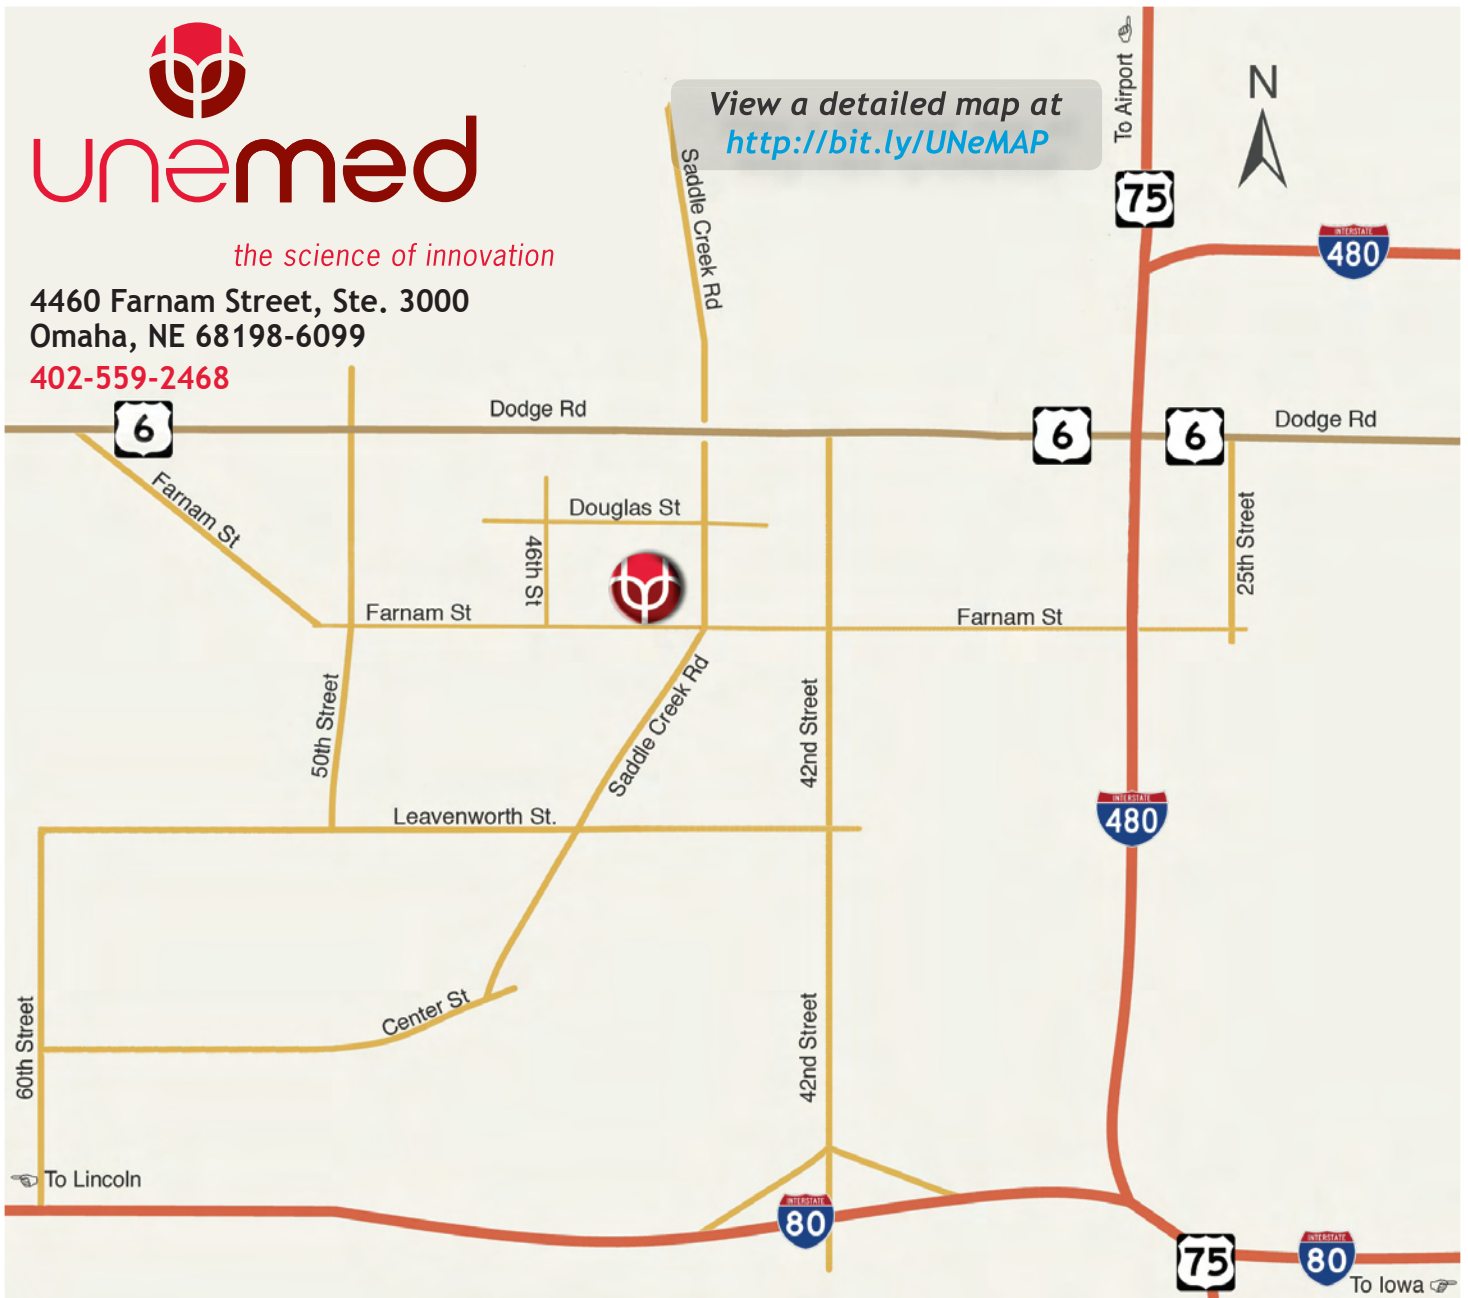 unemed
the science of innovation
4460 Farnam Street, Ste. 3000
Omaha, NE 68198-6099
402-559-2468
View a detailed map at
http://bit.ly/UNeMAP
To Airport
N
75
INTERSTATE
480
Saddle Creek Rd
6
Dodge Rd
6
6
Dodge Rd
Farnam St
Douglas St
46th St
25th Street
Farnam St
Farnam St
50th Street
Saddle Creek Rd
42nd Street
Leavenworth St.
INTERSTATE
480
Center St
60th Street
42nd Street
To Lincoln
INTERSTATE
80
75
INTERSTATE
80
To Iowa